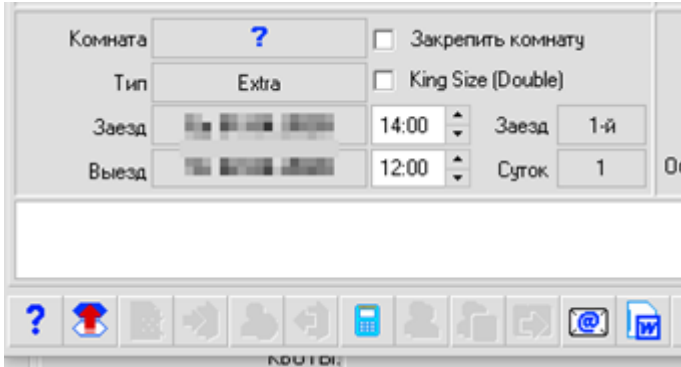 Комната ? Закрепить комнату
Тип Extra King Size (Double)
Заезд 14:00 Заезд 1-й
Выезд 12:00 Суток 1
? @ W